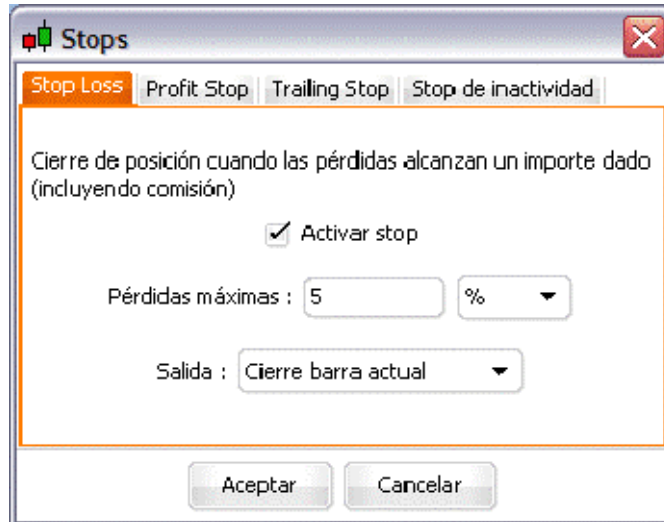 Stops
Stop Loss Profit Stop Trailing Stop Stop de inactividad
Cierre de posición cuando las pérdidas alcanzan un importe dado
(incluyendo comisión)
Activar stop
Pérdidas máximas : 5 %
Salida : Cierre barra actual
Aceptar Cancelar